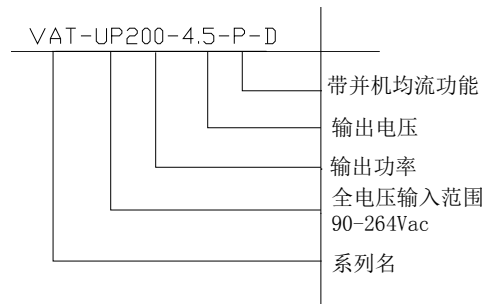 VAT-UP200-4.5-P-D
带并机均流功能
输出电压
输出功率
全电压输入范围
90-264Vac
系列名